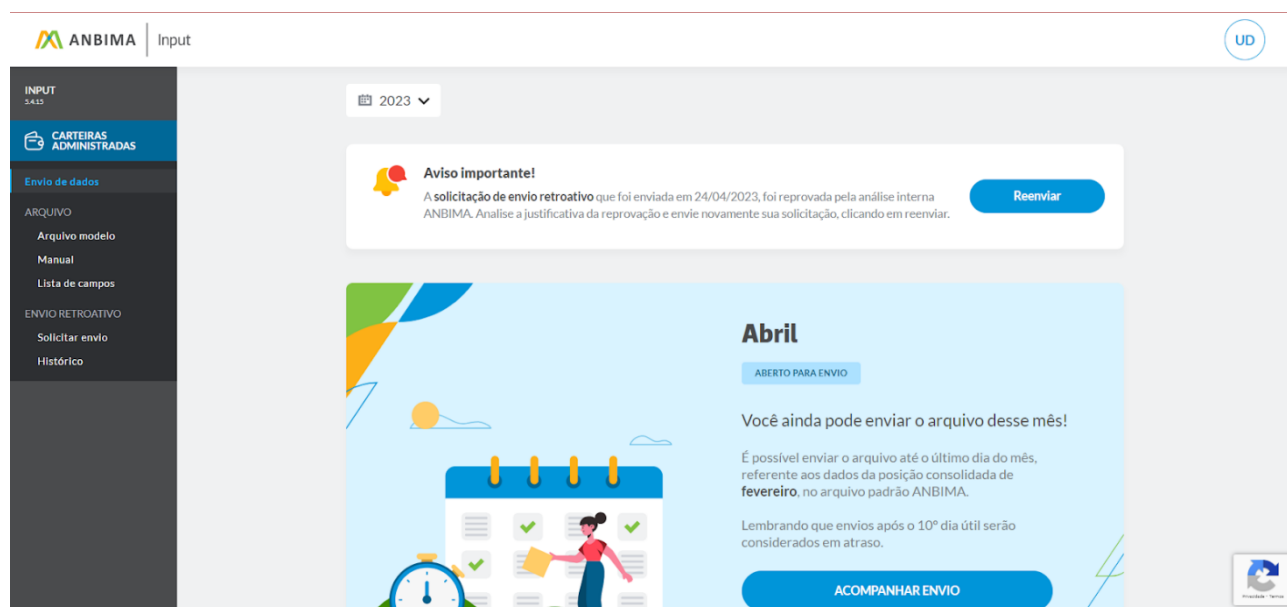 ANBIMA Input
UD
INPUT
3.4.15
CARTEIRAS
ADMINISTRADAS
Envio de dados
ARQUIVO
Arquivo modelo
Manual
Lista de campos
ENVIO RETROATIVO
Solicitar envio
Histórico
2023
Aviso importante!
A solicitação de envio retroativo que foi enviada em 24/04/2023, foi reprovada pela análise interna
ANBIMA. Analise a justificativa da reprovação e envie novamente sua solicitação, clicando em reenviar.
Reenviar
Abril
ABERTO PARA ENVIO
Você ainda pode enviar o arquivo desse mês!
É possível enviar o arquivo até o último dia do mês,
referente aos dados da posição consolidada de
fevereiro, no arquivo padrão ANBIMA.
Lembrando que envios após o 10º dia útil serão
considerados em atraso.
ACOMPANHAR ENVIO
Privacidade - Termos